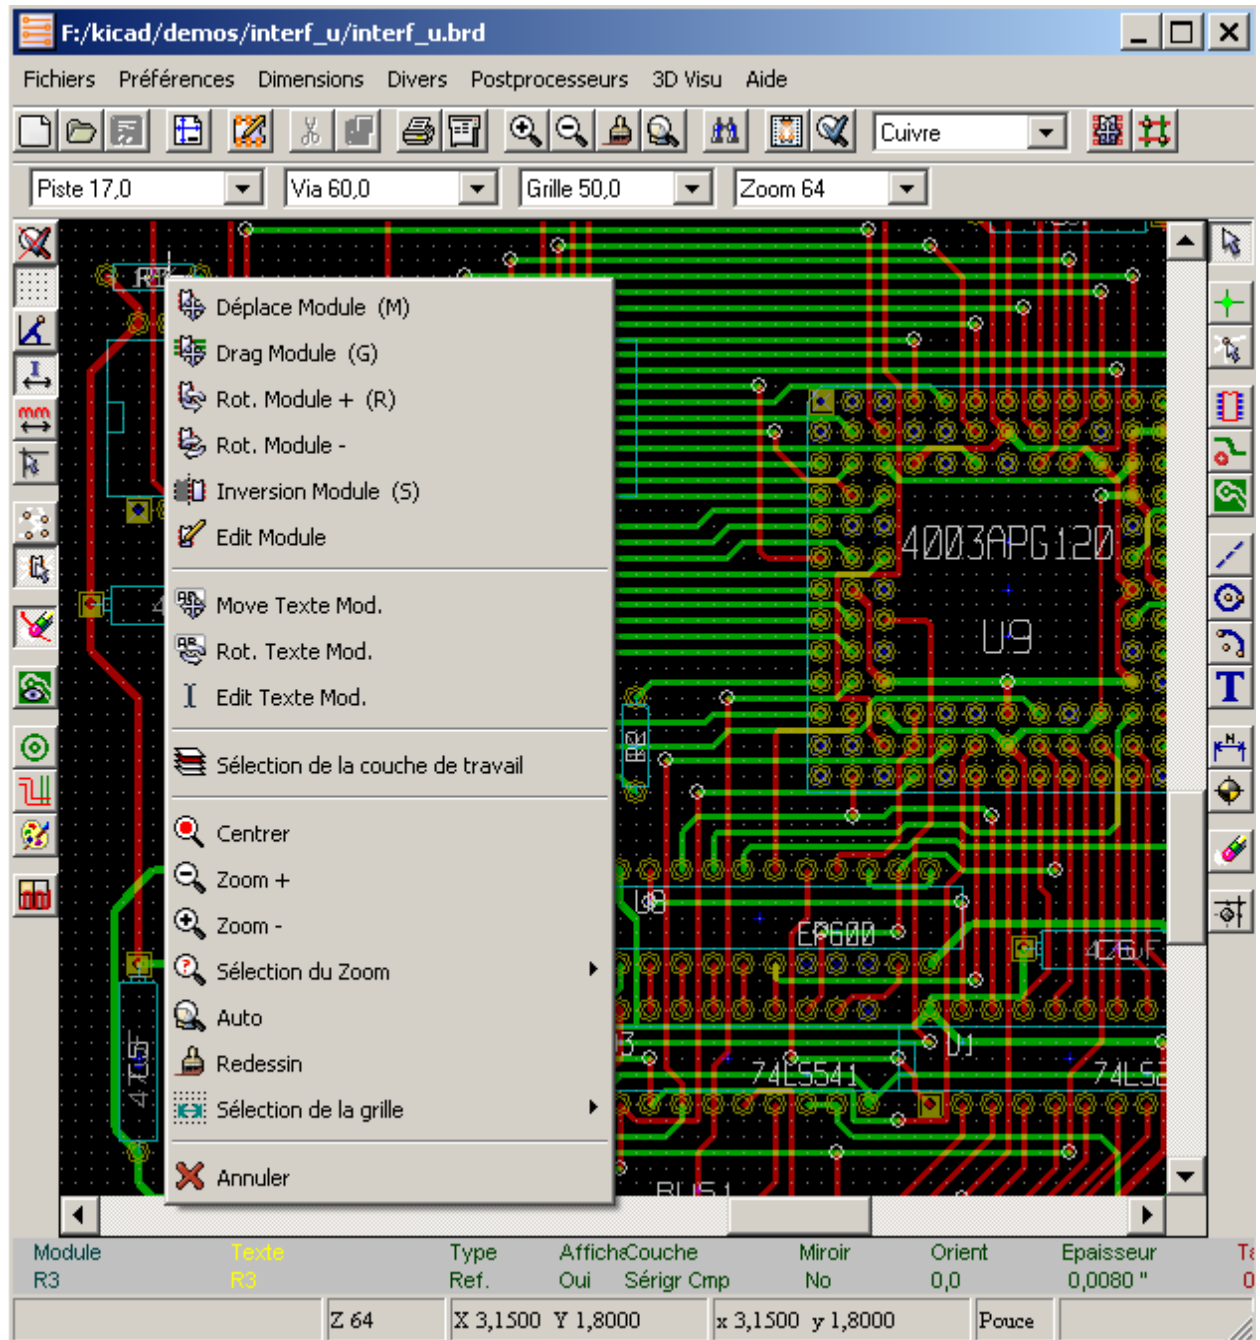 F:/kicad/demos/interf_u/interf_u.brd
Fichiers Préférences Dimensions Divers Postprocesseurs 3D Visu Aide
Cuivre
Piste 17,0 Via 60,0 Grille 50,0 Zoom 64
Déplace Module (M)
Drag Module (G)
Rot. Module + (R)
Rot. Module -
Inversion Module (S)
Edit Module
Move Texte Mod.
Rot. Texte Mod.
Edit Texte Mod.
Sélection de la couche de travail
Centrer
Zoom +
Zoom -
Sélection du Zoom
Auto
Redessin
Sélection de la grille
Annuler
mm
T
4003APG120
U9
U8
EP600
U1
74LS541
BUS1
Module Texte Type Affiche Couche Miroir Orient Epaisseur
R3 R3 Ref. Oui Sérigr Cmp No 0,0 0,0080 "
Z 64 X 3,1500 Y 1,8000 x 3,1500 y 1,8000 Pouce